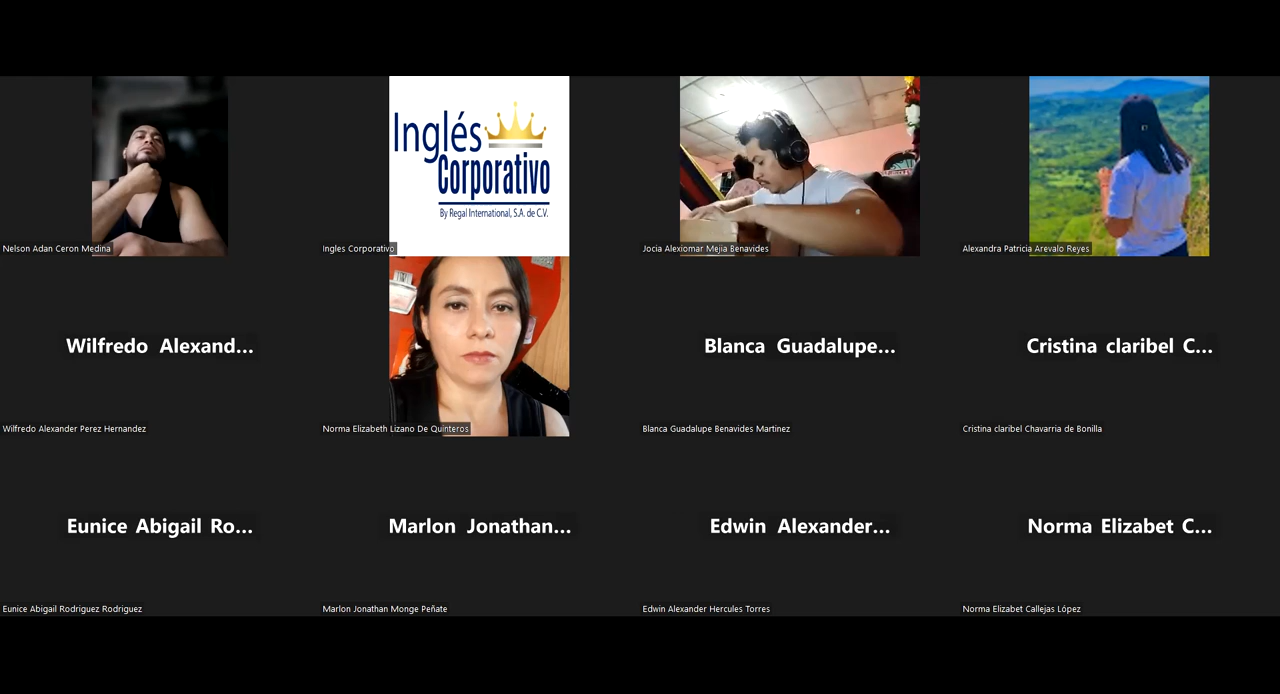 Inglés
Corporativo
By Regal International, S.A. de C.V.
Nelson Adan Ceron Medina
Ingles Corporativo
Jocia Alexiomar Mejia Benavides
Alexandra Patricia Arevalo Reyes
Wilfredo Alexand...
Blanca Guadalupe...
Cristina claribel C...
Wilfredo Alexander Perez Hernandez
Norma Elizabeth Lizano De Quinteros
Blanca Guadalupe Benavides Martinez
Cristina claribel Chavarria de Bonilla
Eunice Abigail Ro...
Marlon Jonathan...
Edwin Alexander...
Norma Elizabet C...
Eunice Abigail Rodriguez Rodriguez
Marlon Jonathan Monge Peñate
Edwin Alexander Hercules Torres
Norma Elizabet Callejas López